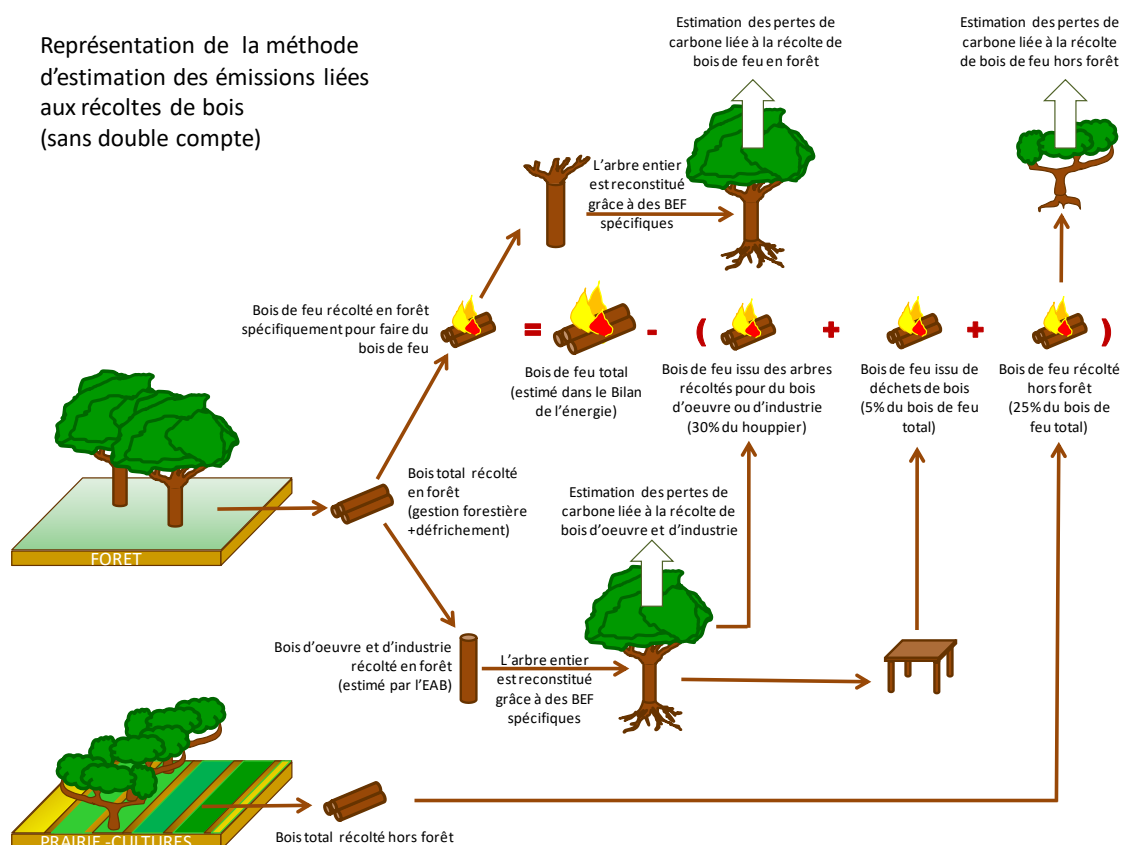 Représentation de la méthode
d'estimation des émissions liées
aux récoltes de bois
(sans double compte)
Estimation des pertes de
carbone liée à la récolte de
bois de feu en forêt
Estimation des pertes de
carbone liée à la récolte
de bois de feu hors forêt
L'arbre entier
est reconstitué
grâce à des BEF
spécifiques
Bois de feu récolté en forêt
spécifiquement pour faire du
bois de feu
= - ( + + )
Bois de feu total
(estimé dans le Bilan
de l'énergie)
Bois de feu issu des arbres
récoltés pour du bois
d'oeuvre ou d'industrie
(30% du houppier)
Bois de feu issu de
déchets de bois
(5% du bois de feu
total)
Bois de feu récolté
hors forêt
(25% du bois de
feu total)
Bois total récolté
en forêt
(gestion forestière
+défrichement)
Estimation des pertes de
carbone liée à la récolte de
bois d'oeuvre et d'industrie
FORET
Bois d'oeuvre et d'industrie
récolté en forêt
(estimé par l'EAB)
L'arbre entier
est reconstitué
grâce à des BEF
spécifiques
PRAIRIE -CULTURES
Bois total récolté hors forêt